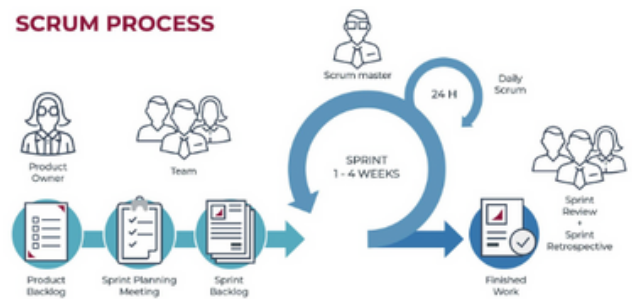 SCRUM PROCESS
Scrum master
24 H
Daily
Scrum
Product
Owner
Team
SPRINT
1 - 4 WEEKS
Sprint
Review
+
Sprint
Retrospective
Product
Backlog
Sprint Planning
Meeting
Sprint
Backlog
Finished
Work